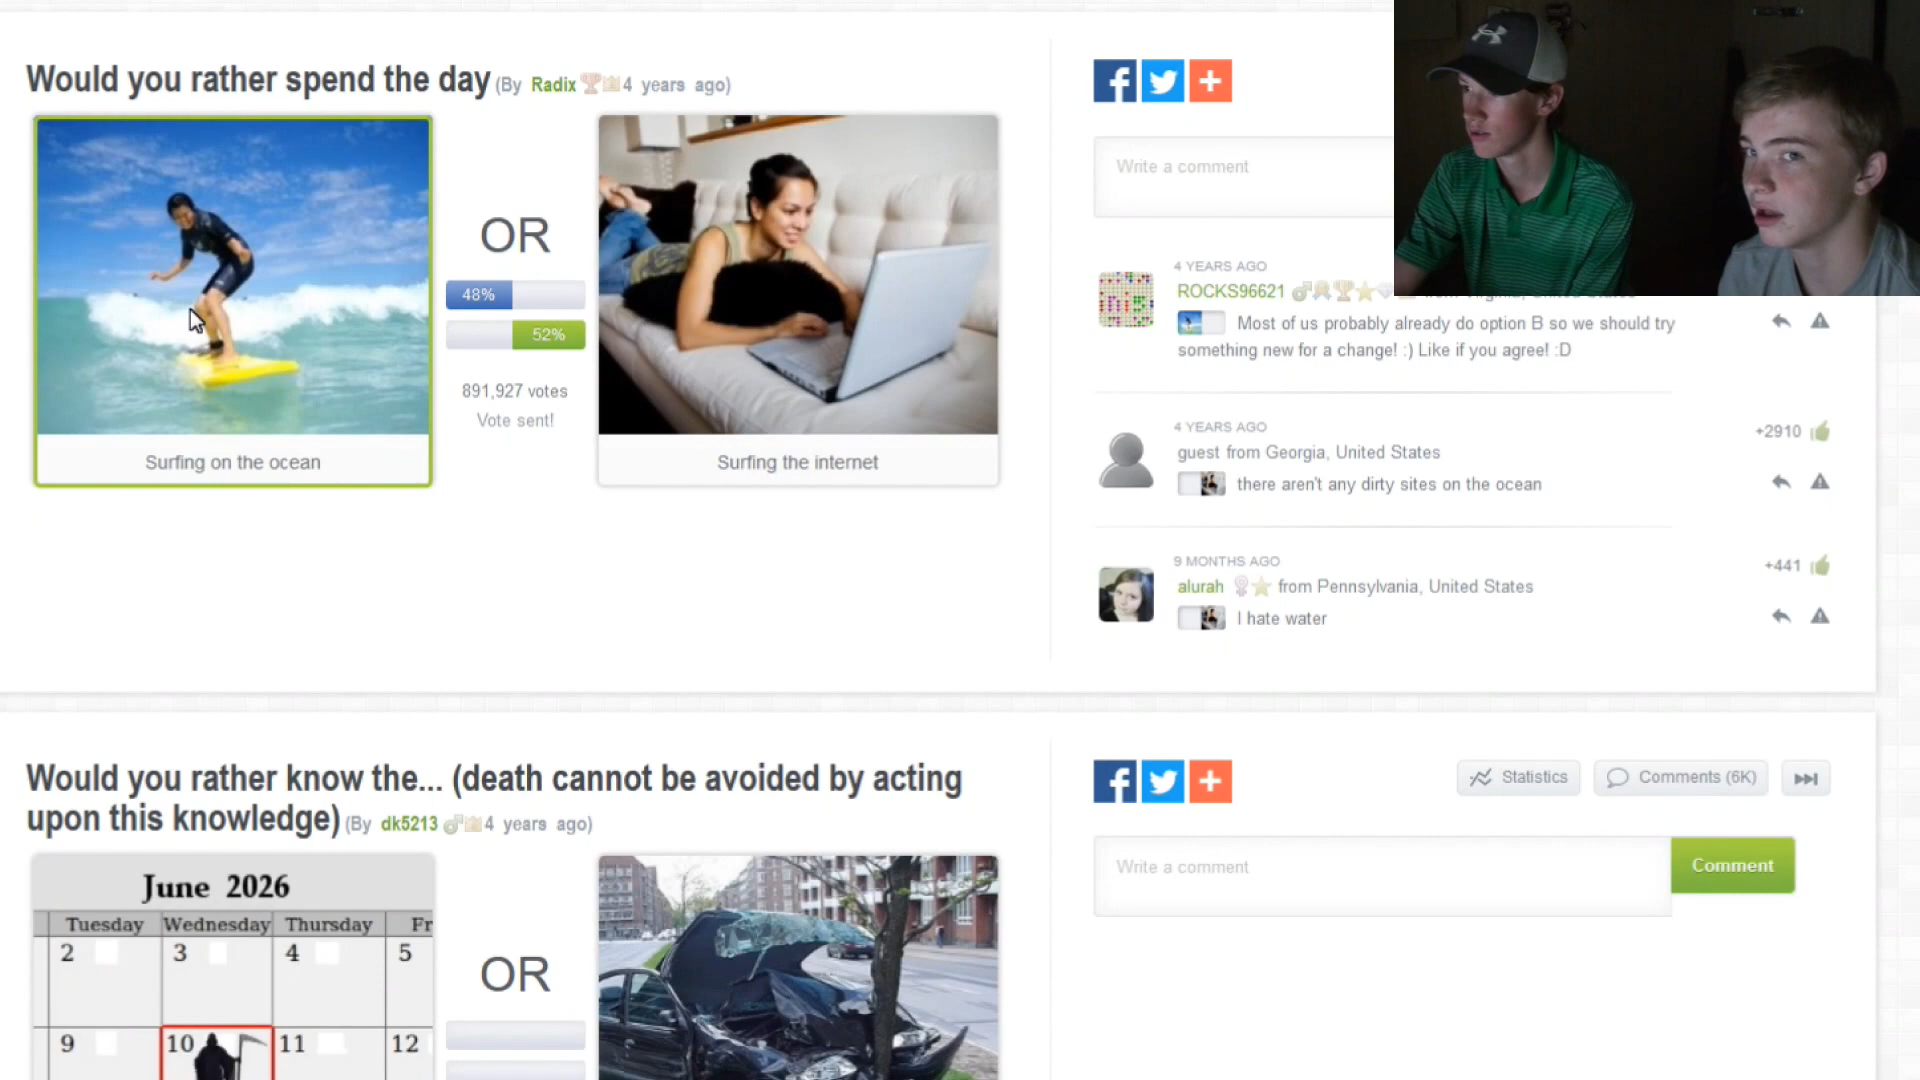 Would you rather spend the day (By Radix 4 years ago)
OR
48%
52%
891,927 votes
Vote sent!
Surfing on the ocean
Surfing the internet
Write a comment
4 YEARS AGO
ROCKS96621
Most of us probably already do option B so we should try
something new for a change! :) Like if you agree! :D
4 YEARS AGO
+2910
guest from Georgia, United States
there aren't any dirty sites on the ocean
9 MONTHS AGO
+441
alurah from Pennsylvania, United States
I hate water
Would you rather know the... (death cannot be avoided by acting
upon this knowledge) (By dk5213 4 years ago)
June 2026
Tuesday Wednesday Thursday Fr
2 3 4 5
9 10 11 12
OR
Statistics
Comments (6K)
Write a comment
Comment